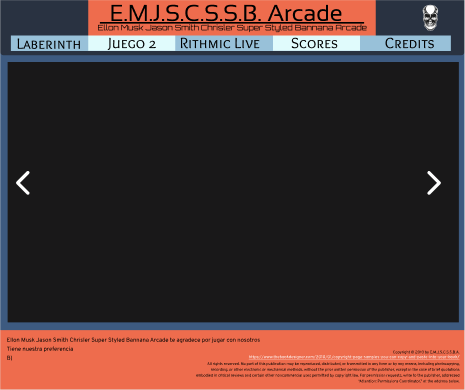 E.M.J.S.C.S.S.B. Arcade
Ellon Musk Jason Smith Chrisler Super Styled Bannana Arcade
LABERINTH
JUEGO 2
RITHMIC LIVE
SCORES
CREDITS
Ellon Musk Jason Smith Chrisler Super Styled Bannana Arcade te agradece por jugar con nosotros
Tiene nuestra preferencia
Copyright © by E.M.J.S.C.S.S.B.
All rights reserved. No part of this publication may be reproduced, distributed, or transmitted in any form or by any means, including photocopying,
recording, or other electronic or mechanical methods, without the prior written permission of the publisher, except in the case of brief quotations
embodied in critical reviews and certain other noncommercial uses permitted by copyright law. For permission requests, write to the publisher, addressed
"Attention: Permissions Coordinator," at the address below.